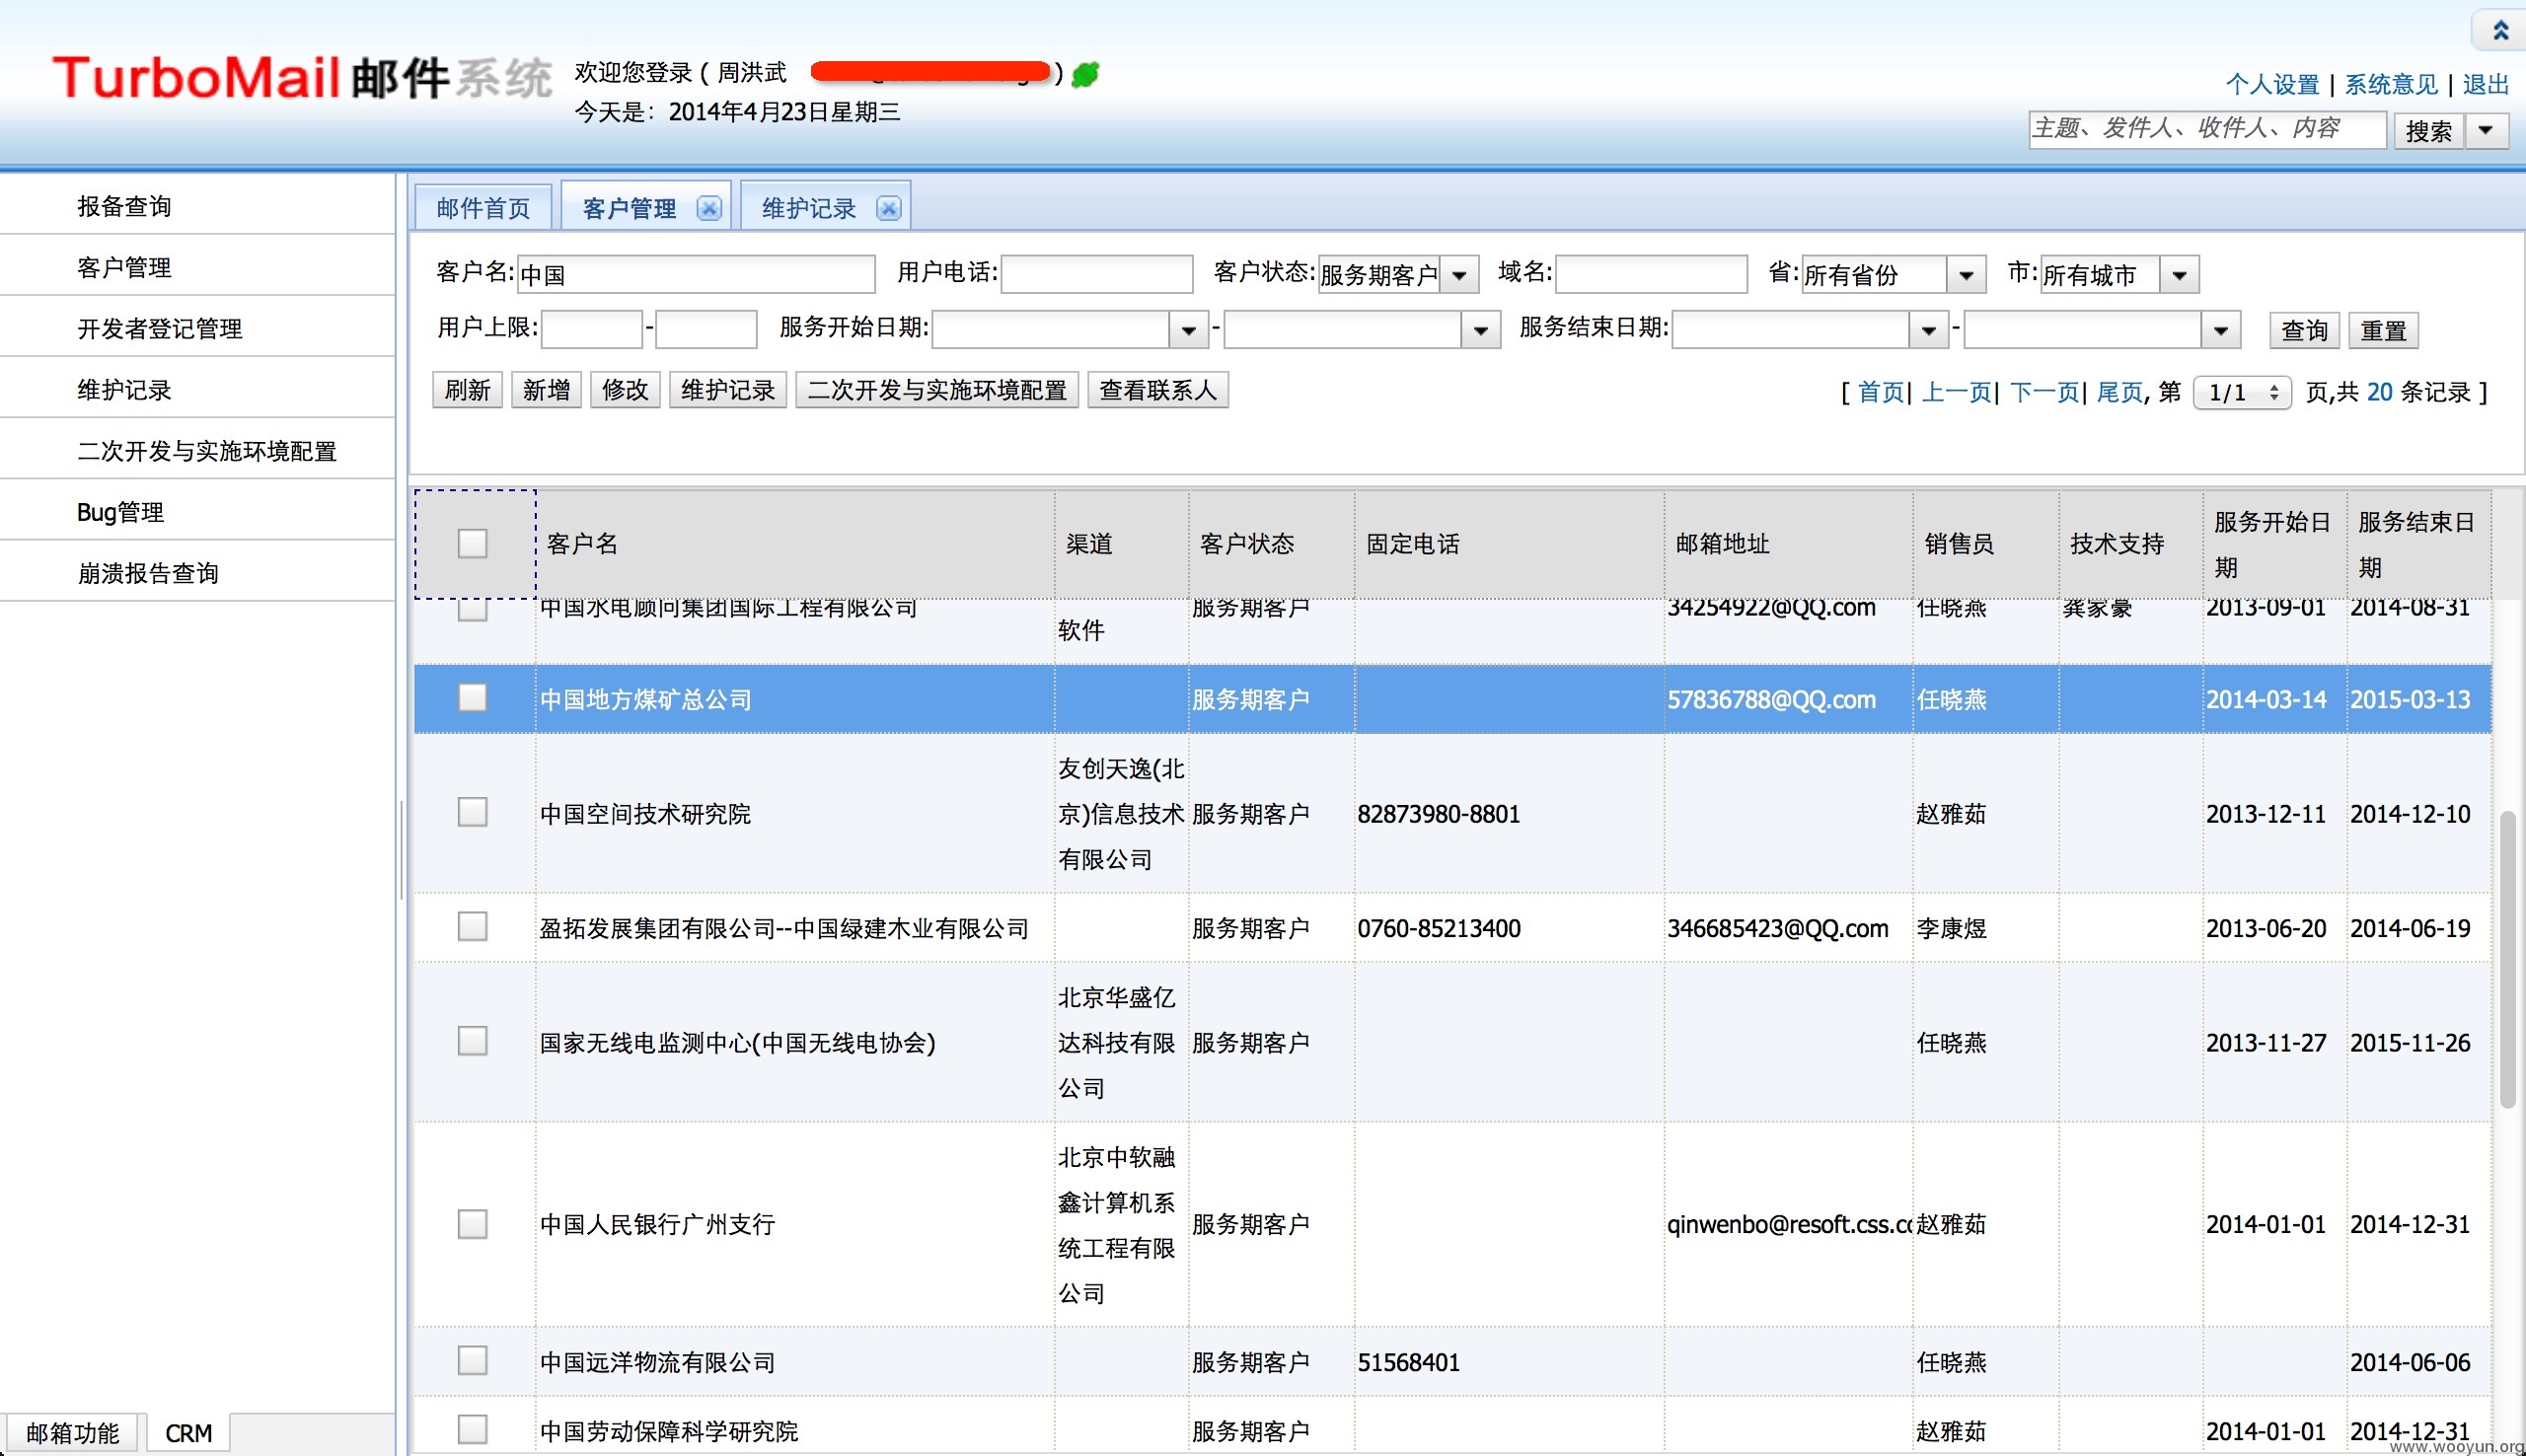 TurboMail 邮件系统
欢迎您登录 ( 周洪武 )
今天是: 2014年4月23日星期三
个人设置 | 系统意见 | 退出
主题、发件人、收件人、内容 搜索
报备查询
客户管理
开发者登记管理
维护记录
二次开发与实施环境配置
Bug管理
崩溃报告查询
邮件首页 客户管理 维护记录
客户名: 中国 用户电话: 客户状态: 服务期客户 域名: 省: 所有省份 市: 所有城市
用户上限: - 服务开始日期: - 服务结束日期: - 查询 重置
刷新 新增 修改 维护记录 二次开发与实施环境配置 查看联系人 [ 首页| 上一页| 下一页| 尾页, 第 1/1 页,共 20 条记录 ]
客户名 渠道 客户状态 固定电话 邮箱地址 销售员 技术支持 服务开始日期 服务结束日期
中国水电顾问集团国际工程有限公司 软件 服务期客户 34254922@QQ.com 任晓燕 龚家豪 2013-09-01 2014-08-31
中国地方煤矿总公司 服务期客户 57836788@QQ.com 任晓燕 2014-03-14 2015-03-13
中国空间技术研究院 友创天逸(北京)信息技术有限公司 服务期客户 82873980-8801 赵雅茹 2013-12-11 2014-12-10
盈拓发展集团有限公司--中国绿建木业有限公司 服务期客户 0760-85213400 346685423@QQ.com 李康煜 2013-06-20 2014-06-19
国家无线电监测中心(中国无线电协会) 北京华盛亿达科技有限公司 服务期客户 任晓燕 2013-11-27 2015-11-26
中国人民银行广州支行 北京中软融鑫计算机系统工程有限公司 服务期客户 qinwenbo@resoft.css.cc 赵雅茹 2014-01-01 2014-12-31
中国远洋物流有限公司 服务期客户 51568401 任晓燕 2014-06-06
中国劳动保障科学研究院 服务期客户 赵雅茹 2014-01-01 2014-12-31
邮箱功能 CRM
www.wooyun.org